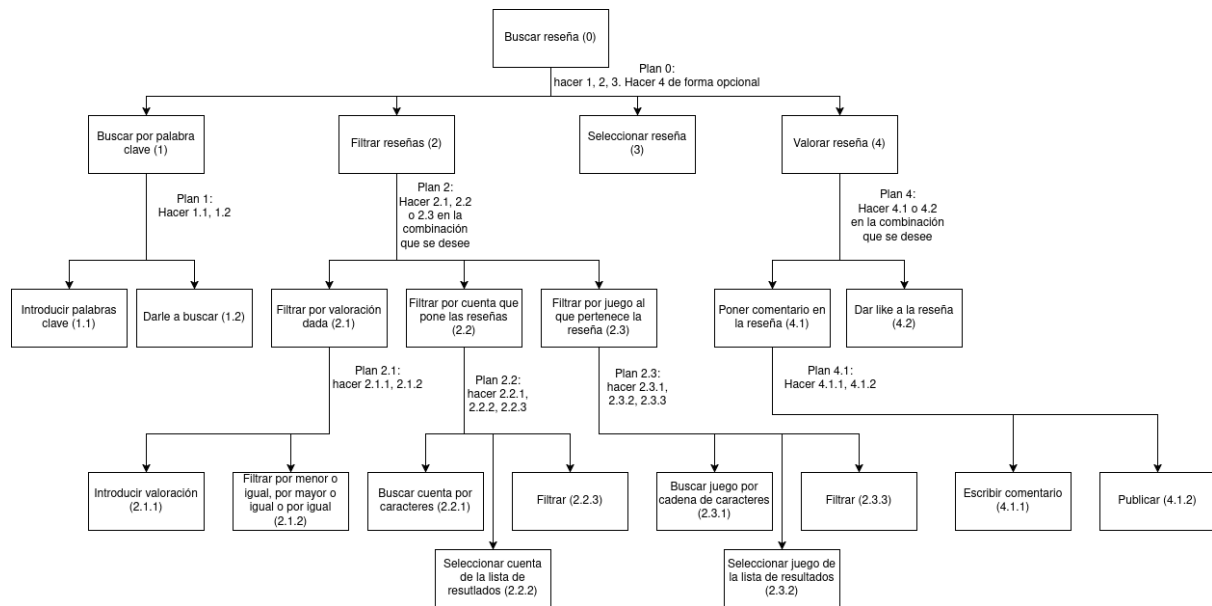 Buscar reseña (0)
Plan 0:
hacer 1, 2, 3. Hacer 4 de forma opcional
Buscar por palabra
clave (1)
Filtrar reseñas (2)
Seleccionar reseña
(3)
Valorar reseña (4)
Plan 1:
Hacer 1.1, 1.2
Plan 2:
Hacer 2.1, 2.2
o 2.3 en la
combinación
que se desee
Plan 4:
Hacer 4.1 o 4.2
en la combinación
que se desee
Introducir palabras
clave (1.1)
Darle a buscar (1.2)
Filtrar por valoración
dada (2.1)
Filtrar por cuenta que
pone las reseñas
(2.2)
Filtrar por juego al
que pertenece la
reseña (2.3)
Poner comentario en
la reseña (4.1)
Dar like a la reseña
(4.2)
Plan 2.1:
hacer 2.1.1, 2.1.2
Plan 2.2:
hacer 2.2.1,
2.2.2, 2.2.3
Plan 2.3:
hacer 2.3.1,
2.3.2, 2.3.3
Plan 4.1:
Hacer 4.1.1, 4.1.2
Introducir valoración
(2.1.1)
Filtrar por menor o
igual, por mayor o
igual o por igual
(2.1.2)
Buscar cuenta por
caracteres (2.2.1)
Filtrar (2.2.3)
Buscar juego por
cadena de caracteres
(2.3.1)
Filtrar (2.3.3)
Escribir comentario
(4.1.1)
Publicar (4.1.2)
Seleccionar cuenta
de la lista de
resutlados (2.2.2)
Seleccionar juego de
la lista de resultados
(2.3.2)